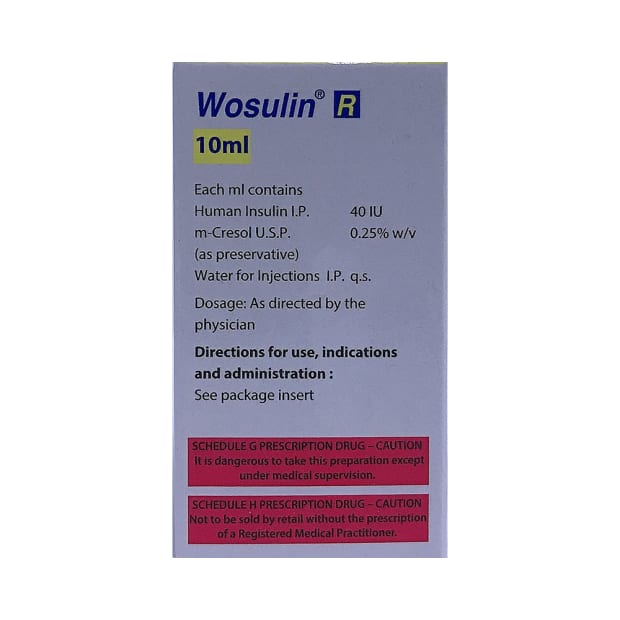 Wosulin® R
10ml
Each ml contains
Human Insulin I.P. 40 IU
m-Cresol U.S.P. 0.25% w/v
(as preservative)
Water for Injections I.P. q.s.
Dosage: As directed by the
physician
Directions for use, indications
and administration :
See package insert
SCHEDULE G PRESCRIPTION DRUG – CAUTION
It is dangerous to take this preparation except
under medical supervision.
SCHEDULE H PRESCRIPTION DRUG – CAUTION
Not to be sold by retail without the prescription
of a Registered Medical Practitioner.